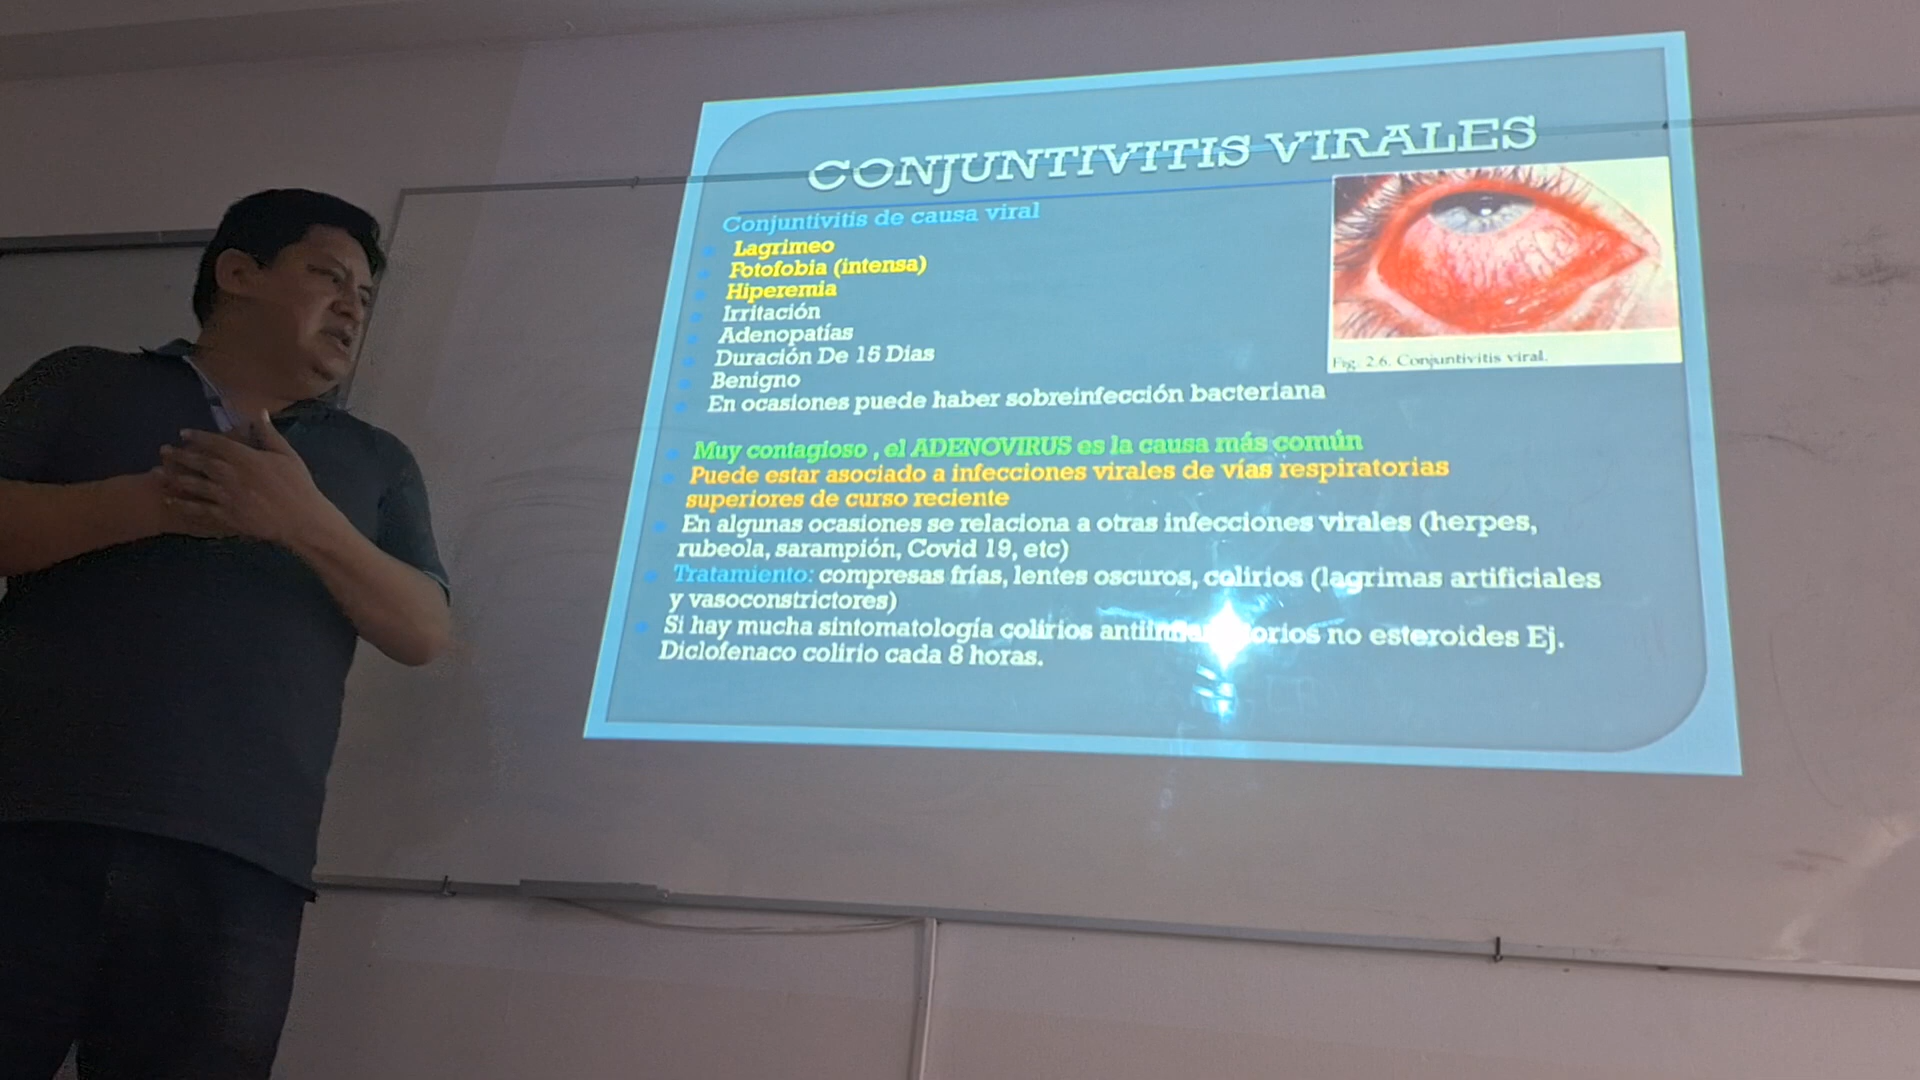 CONJUNTIVITIS VIRALES
Conjuntivitis de causa viral
Lagrimeo
Fotofobia (intensa)
Hiperemia
Irritación
Adenopatías
Duración De 15 Dias
Benigno
En ocasiones puede haber sobreinfección bacteriana
Fig. 2.6. Conjuntivitis viral.
Muy contagioso , el ADENOVIRUS es la causa más común
Puede estar asociado a infecciones virales de vías respiratorias
superiores de curso reciente
En algunas ocasiones se relaciona a otras infecciones virales (herpes,
rubeola, sarampión, Covid 19, etc)
Tratamiento: compresas frías, lentes oscuros, colirios (lagrimas artificiales
y vasoconstrictores)
Si hay mucha sintomatología colirios no esteroides Ej.
Diclofenaco colirio cada 8 horas.